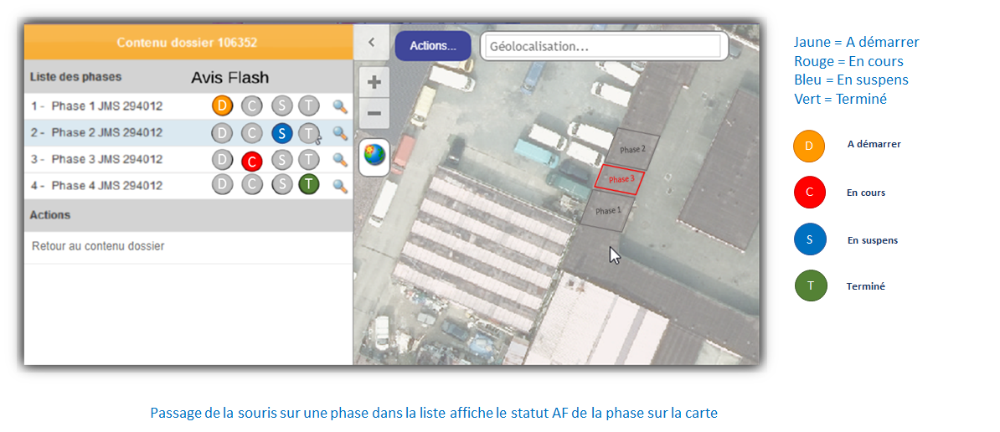 Contenu dossier 106352
Liste des phases Avis Flash
1 - Phase 1 JMS 294012 D C S T
2 - Phase 2 JMS 294012 D C S T
3 - Phase 3 JMS 294012 D C S T
4 - Phase 4 JMS 294012 D C S T
Actions
Retour au contenu dossier
Actions...
Géolocalisation...
Phase 2
Phase 3
Phase 1
Jaune = A démarrer
Rouge = En cours
Bleu = En suspens
Vert = Terminé
D A démarrer
C En cours
S En suspens
T Terminé
Passage de la souris sur une phase dans la liste affiche le statut AF de la phase sur la carte